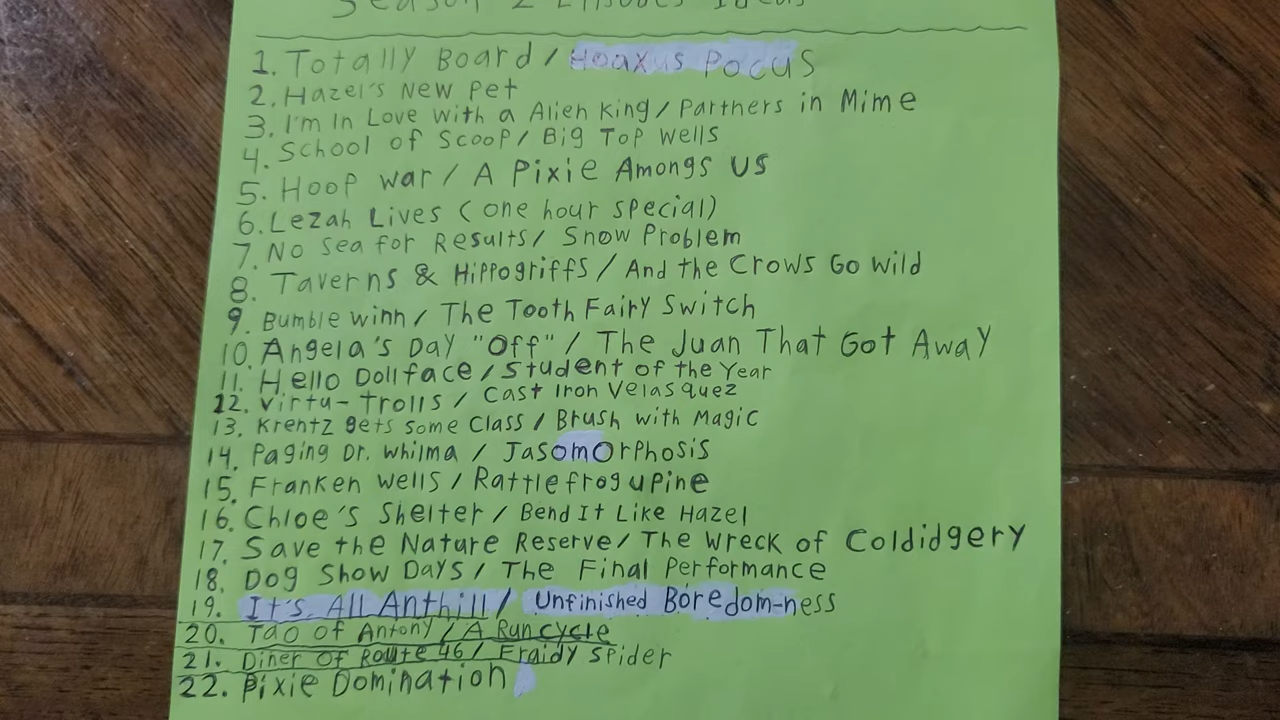 Season 2 Episodes Ideas
1. Totally Board / Hoaxus Pocus
2. Hazel's New Pet
3. I'm In Love with a Alien King / Partners in Mime
4. School of Scoop / Big Top Wells
5. Hoop war / A Pixie Amongs US
6. Lezah Lives (one hour special)
7. No Sea for Results / Snow Problem
8. Taverns & Hippogriffs / And the Crows Go Wild
9. Bumble winn / The Tooth Fairy Switch
10. Angela's Day "Off" / The Juan That Got Away
11. Hello Dollface / Student of the Year
12. Virtu-Trolls / Cast Iron Velasquez
13. Krentz gets Some Class / Brush with Magic
14. Paging Dr. Whilma / Jasomorphosis
15. Franken Wells / Rattlefrogupine
16. Chloe's Shelter / Bend It Like Hazel
17. Save the Nature Reserve / The Wreck of Coldidgery
18. Dog Show Days / The Final Performance
19. It's All Anthill / Unfinished Boredom-ness
20. Tao of Antony / A Runcycle
21. Diner Of Route 46 / Fraidy Spider
22. Pixie Domination